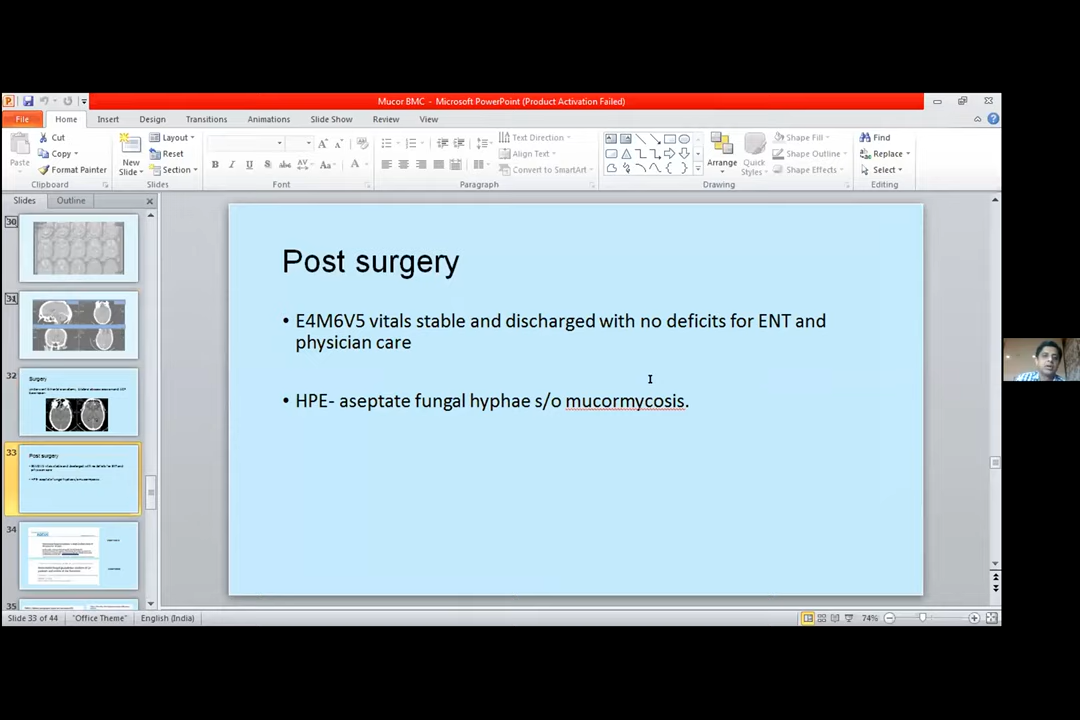 Mucor BMC - Microsoft PowerPoint (Product Activation Failed)
File Home Insert Design Transitions Animations Slide Show Review View
Paste
Cut
Copy
Format Painter
Clipboard
New Slide
Layout
Reset
Section
Slides
Font
Text Direction
Align Text
Convert to SmartArt
Paragraph
Arrange
Quick Styles
Shape Fill
Shape Outline
Shape Effects
Drawing
Find
Replace
Select
Editing
Slides Outline
30
31
32
Surgery
33
Post surgery
34
35
Post surgery
• E4M6V5 vitals stable and discharged with no deficits for ENT and
physician care
• HPE- aseptate fungal hyphae s/o mucormycosis.
Slide 33 of 44 "Office Theme" English (India) 74%